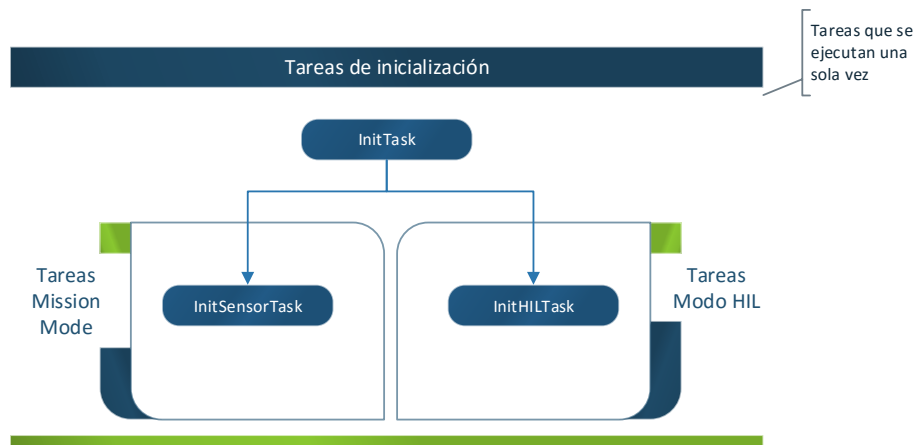 Tareas que se
ejecutan una
sola vez
Tareas de inicialización
InitTask
Tareas
Mission
Mode
InitSensorTask
InitHILTask
Tareas
Modo HIL